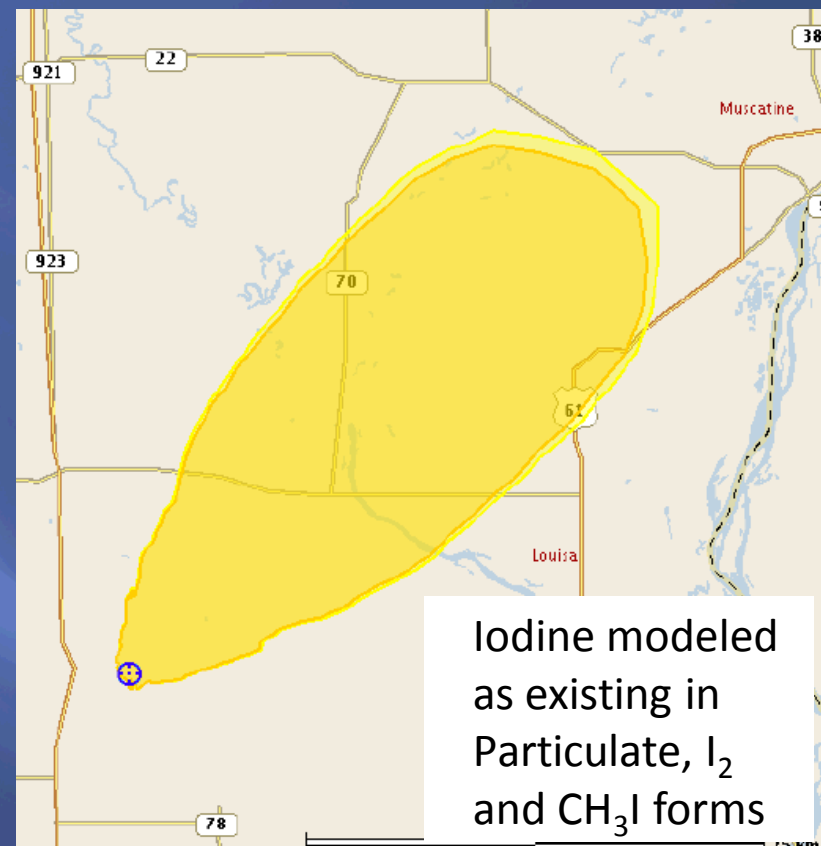 38
22
921
Muscatine
923
70
61
Louisa
Iodine modeled
as existing in
Particulate, I₂
and CH₃I forms
78